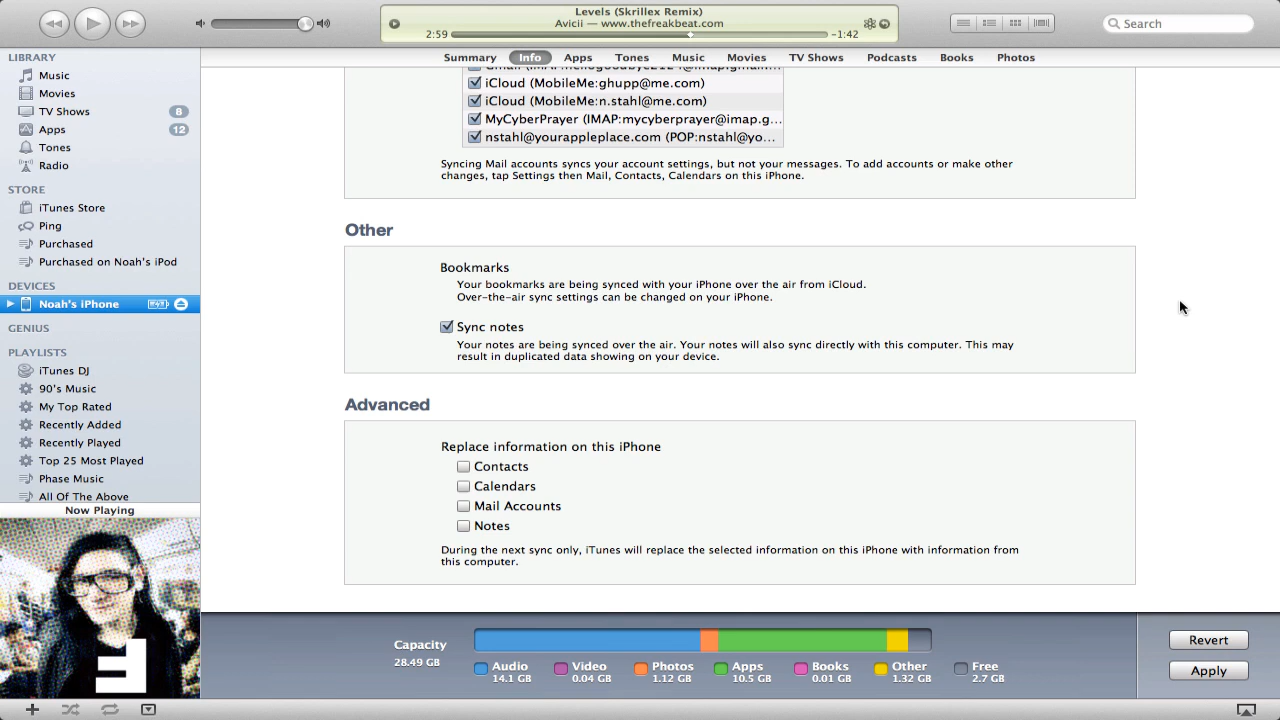 Levels (Skrillex Remix)
Avicii — www.thefreakbeat.com
2:59
-1:42
Search
LIBRARY
Music
Movies
TV Shows 8
Apps 12
Tones
Radio
STORE
iTunes Store
Ping
Purchased
Purchased on Noah's iPod
DEVICES
Noah's iPhone
GENIUS
PLAYLISTS
iTunes DJ
90's Music
My Top Rated
Recently Added
Recently Played
Top 25 Most Played
Phase Music
All Of The Above
Now Playing
Summary Info Apps Tones Music Movies TV Shows Podcasts Books Photos
iCloud (MobileMe:ghupp@me.com)
iCloud (MobileMe:n.stahl@me.com)
MyCyberPrayer (IMAP:mycyberprayer@imap.g...
nstahl@yourappleplace.com (POP:nstahl@yo...
Syncing Mail accounts syncs your account settings, but not your messages. To add accounts or make other
changes, tap Settings then Mail, Contacts, Calendars on this iPhone.
Other
Bookmarks
Your bookmarks are being synced with your iPhone over the air from iCloud.
Over-the-air sync settings can be changed on your iPhone.
Sync notes
Your notes are being synced over the air. Your notes will also sync directly with this computer. This may
result in duplicated data showing on your device.
Advanced
Replace information on this iPhone
Contacts
Calendars
Mail Accounts
Notes
During the next sync only, iTunes will replace the selected information on this iPhone with information from
this computer.
Capacity
28.49 GB
Audio
14.1 GB
Video
0.04 GB
Photos
1.12 GB
Apps
10.5 GB
Books
0.01 GB
Other
1.32 GB
Free
2.7 GB
Revert
Apply